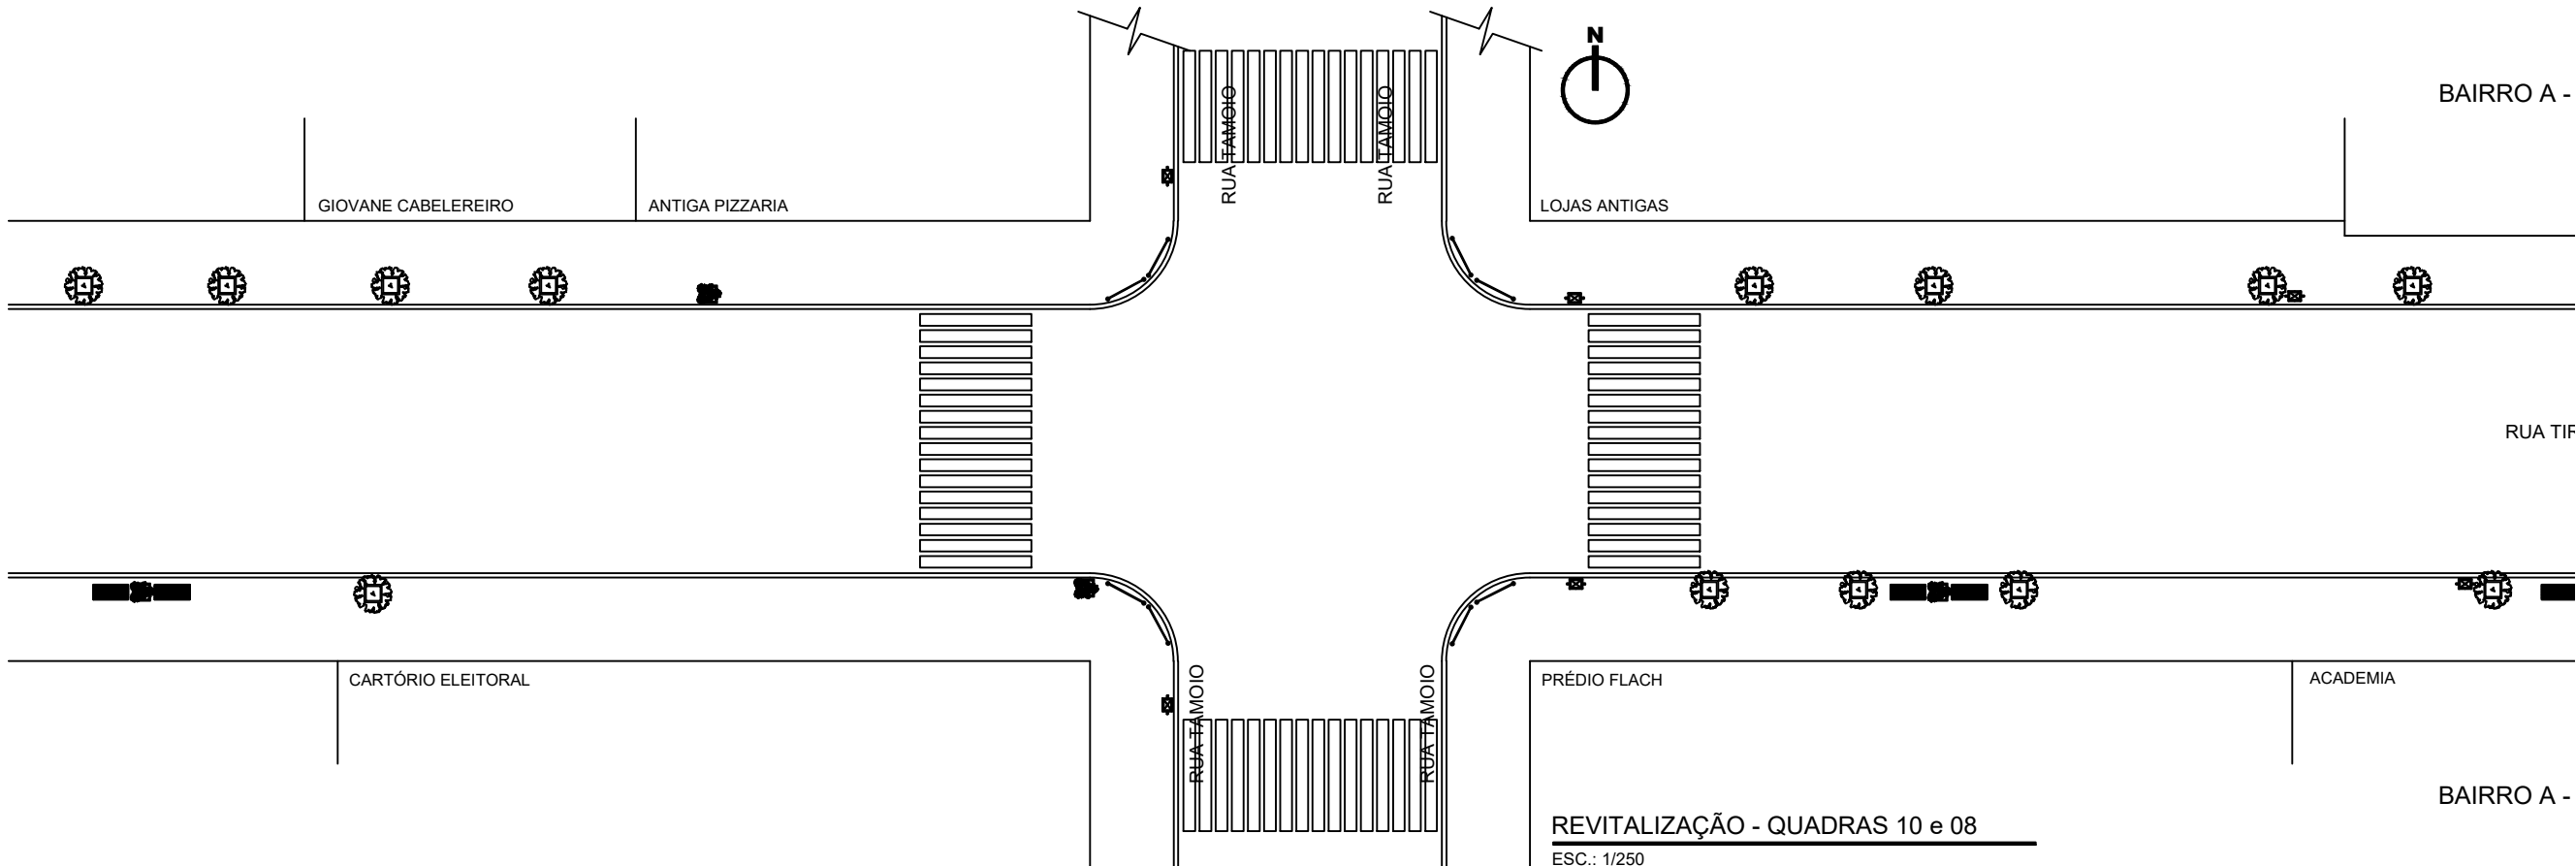 N
BAIRRO A -
RUA TAMOIO
RUA TAMOIO
GIOVANE CABELEREIRO
ANTIGA PIZZARIA
LOJAS ANTIGAS
RUA TIR
CARTÓRIO ELEITORAL
RUA TAMOIO
RUA TAMOIO
PRÉDIO FLACH
ACADEMIA
BAIRRO A -
REVITALIZAÇÃO - QUADRAS 10 e 08
ESC.: 1/250